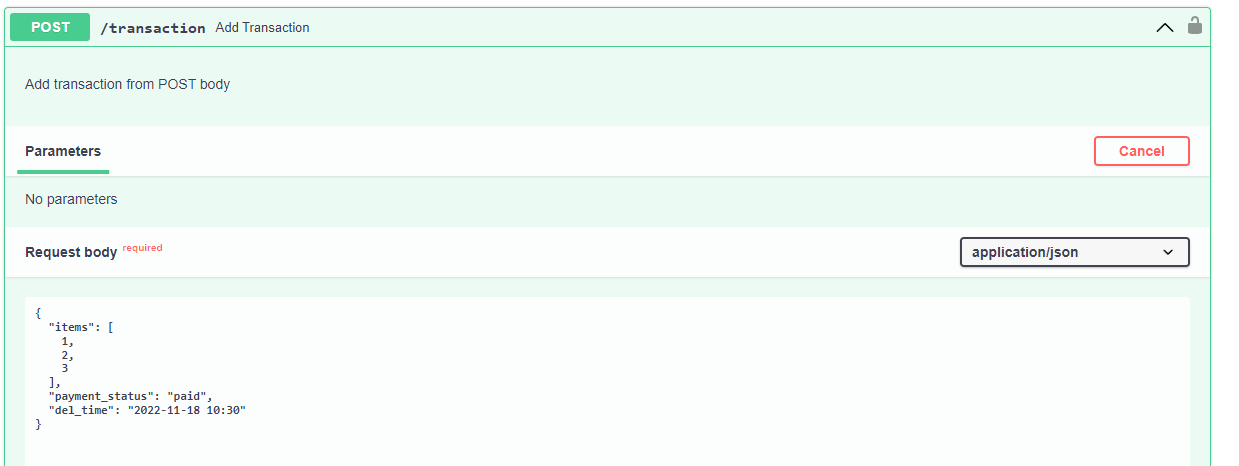 POST /transaction Add Transaction
Add transaction from POST body
Parameters Cancel
No parameters
Request body required application/json
{
  "items": [
    1,
    2,
    3
  ],
  "payment_status": "paid",
  "del_time": "2022-11-18 10:30"
}